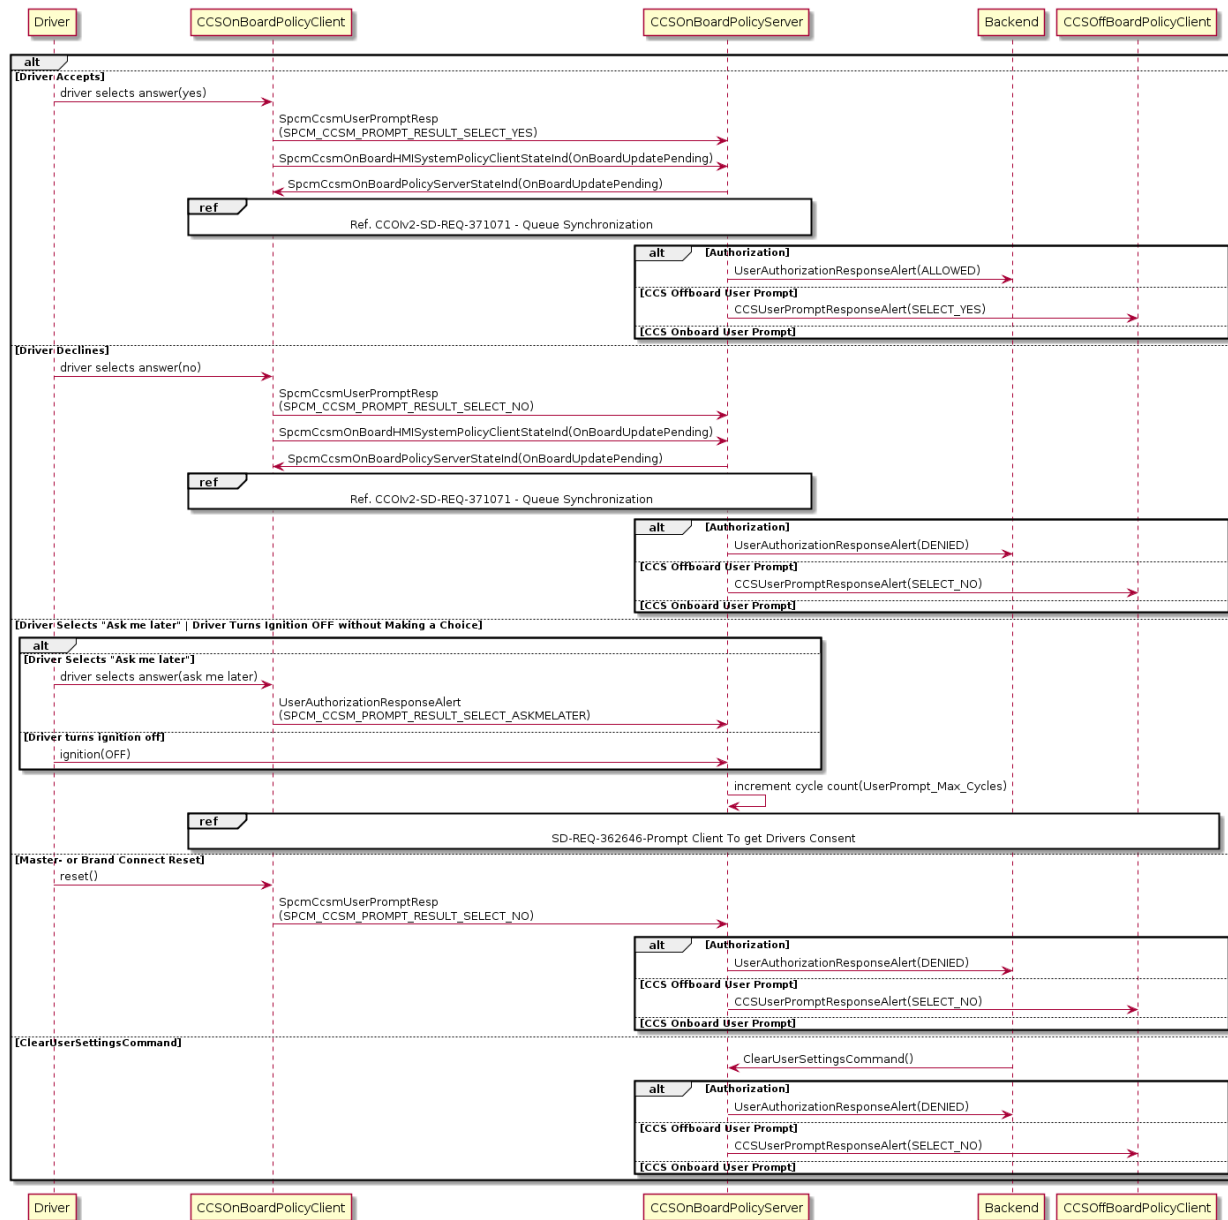 Driver
CCSOnBoardPolicyClient
CCSOnBoardPolicyServer
Backend
CCSOffBoardPolicyClient
alt
[Driver Accepts]
driver selects answer(yes)
SpcmCcsmUserPromptResp
(SPCM_CCSM_PROMPT_RESULT_SELECT_YES)
SpcmCcsmOnBoardHMISystemPolicyClientStateInd(OnBoardUpdatePending)
SpcmCcsmOnBoardPolicyServerStateInd(OnBoardUpdatePending)
ref
Ref. CCOIv2-SD-REQ-371071 - Queue Synchronization
alt
[Authorization]
UserAuthorizationResponseAlert(ALLOWED)
[CCS Offboard User Prompt]
CCSUserPromptResponseAlert(SELECT_YES)
[CCS Onboard User Prompt]
[Driver Declines]
driver selects answer(no)
SpcmCcsmUserPromptResp
(SPCM_CCSM_PROMPT_RESULT_SELECT_NO)
SpcmCcsmOnBoardHMISystemPolicyClientStateInd(OnBoardUpdatePending)
SpcmCcsmOnBoardPolicyServerStateInd(OnBoardUpdatePending)
ref
Ref. CCOIv2-SD-REQ-371071 - Queue Synchronization
alt
[Authorization]
UserAuthorizationResponseAlert(DENIED)
[CCS Offboard User Prompt]
CCSUserPromptResponseAlert(SELECT_NO)
[CCS Onboard User Prompt]
[Driver Selects "Ask me later" | Driver Turns Ignition OFF without Making a Choice]
alt
[Driver Selects "Ask me later"]
driver selects answer(ask me later)
UserAuthorizationResponseAlert
(SPCM_CCSM_PROMPT_RESULT_SELECT_ASKMELATER)
[Driver turns ignition off]
ignition(OFF)
increment cycle count(UserPrompt_Max_Cycles)
ref
SD-REQ-362646-Prompt Client To get Drivers Consent
[Master- or Brand Connect Reset]
reset()
SpcmCcsmUserPromptResp
(SPCM_CCSM_PROMPT_RESULT_SELECT_NO)
alt
[Authorization]
UserAuthorizationResponseAlert(DENIED)
[CCS Offboard User Prompt]
CCSUserPromptResponseAlert(SELECT_NO)
[CCS Onboard User Prompt]
[ClearUserSettingsCommand]
ClearUserSettingsCommand()
alt
[Authorization]
UserAuthorizationResponseAlert(DENIED)
[CCS Offboard User Prompt]
CCSUserPromptResponseAlert(SELECT_NO)
[CCS Onboard User Prompt]
Driver
CCSOnBoardPolicyClient
CCSOnBoardPolicyServer
Backend
CCSOffBoardPolicyClient